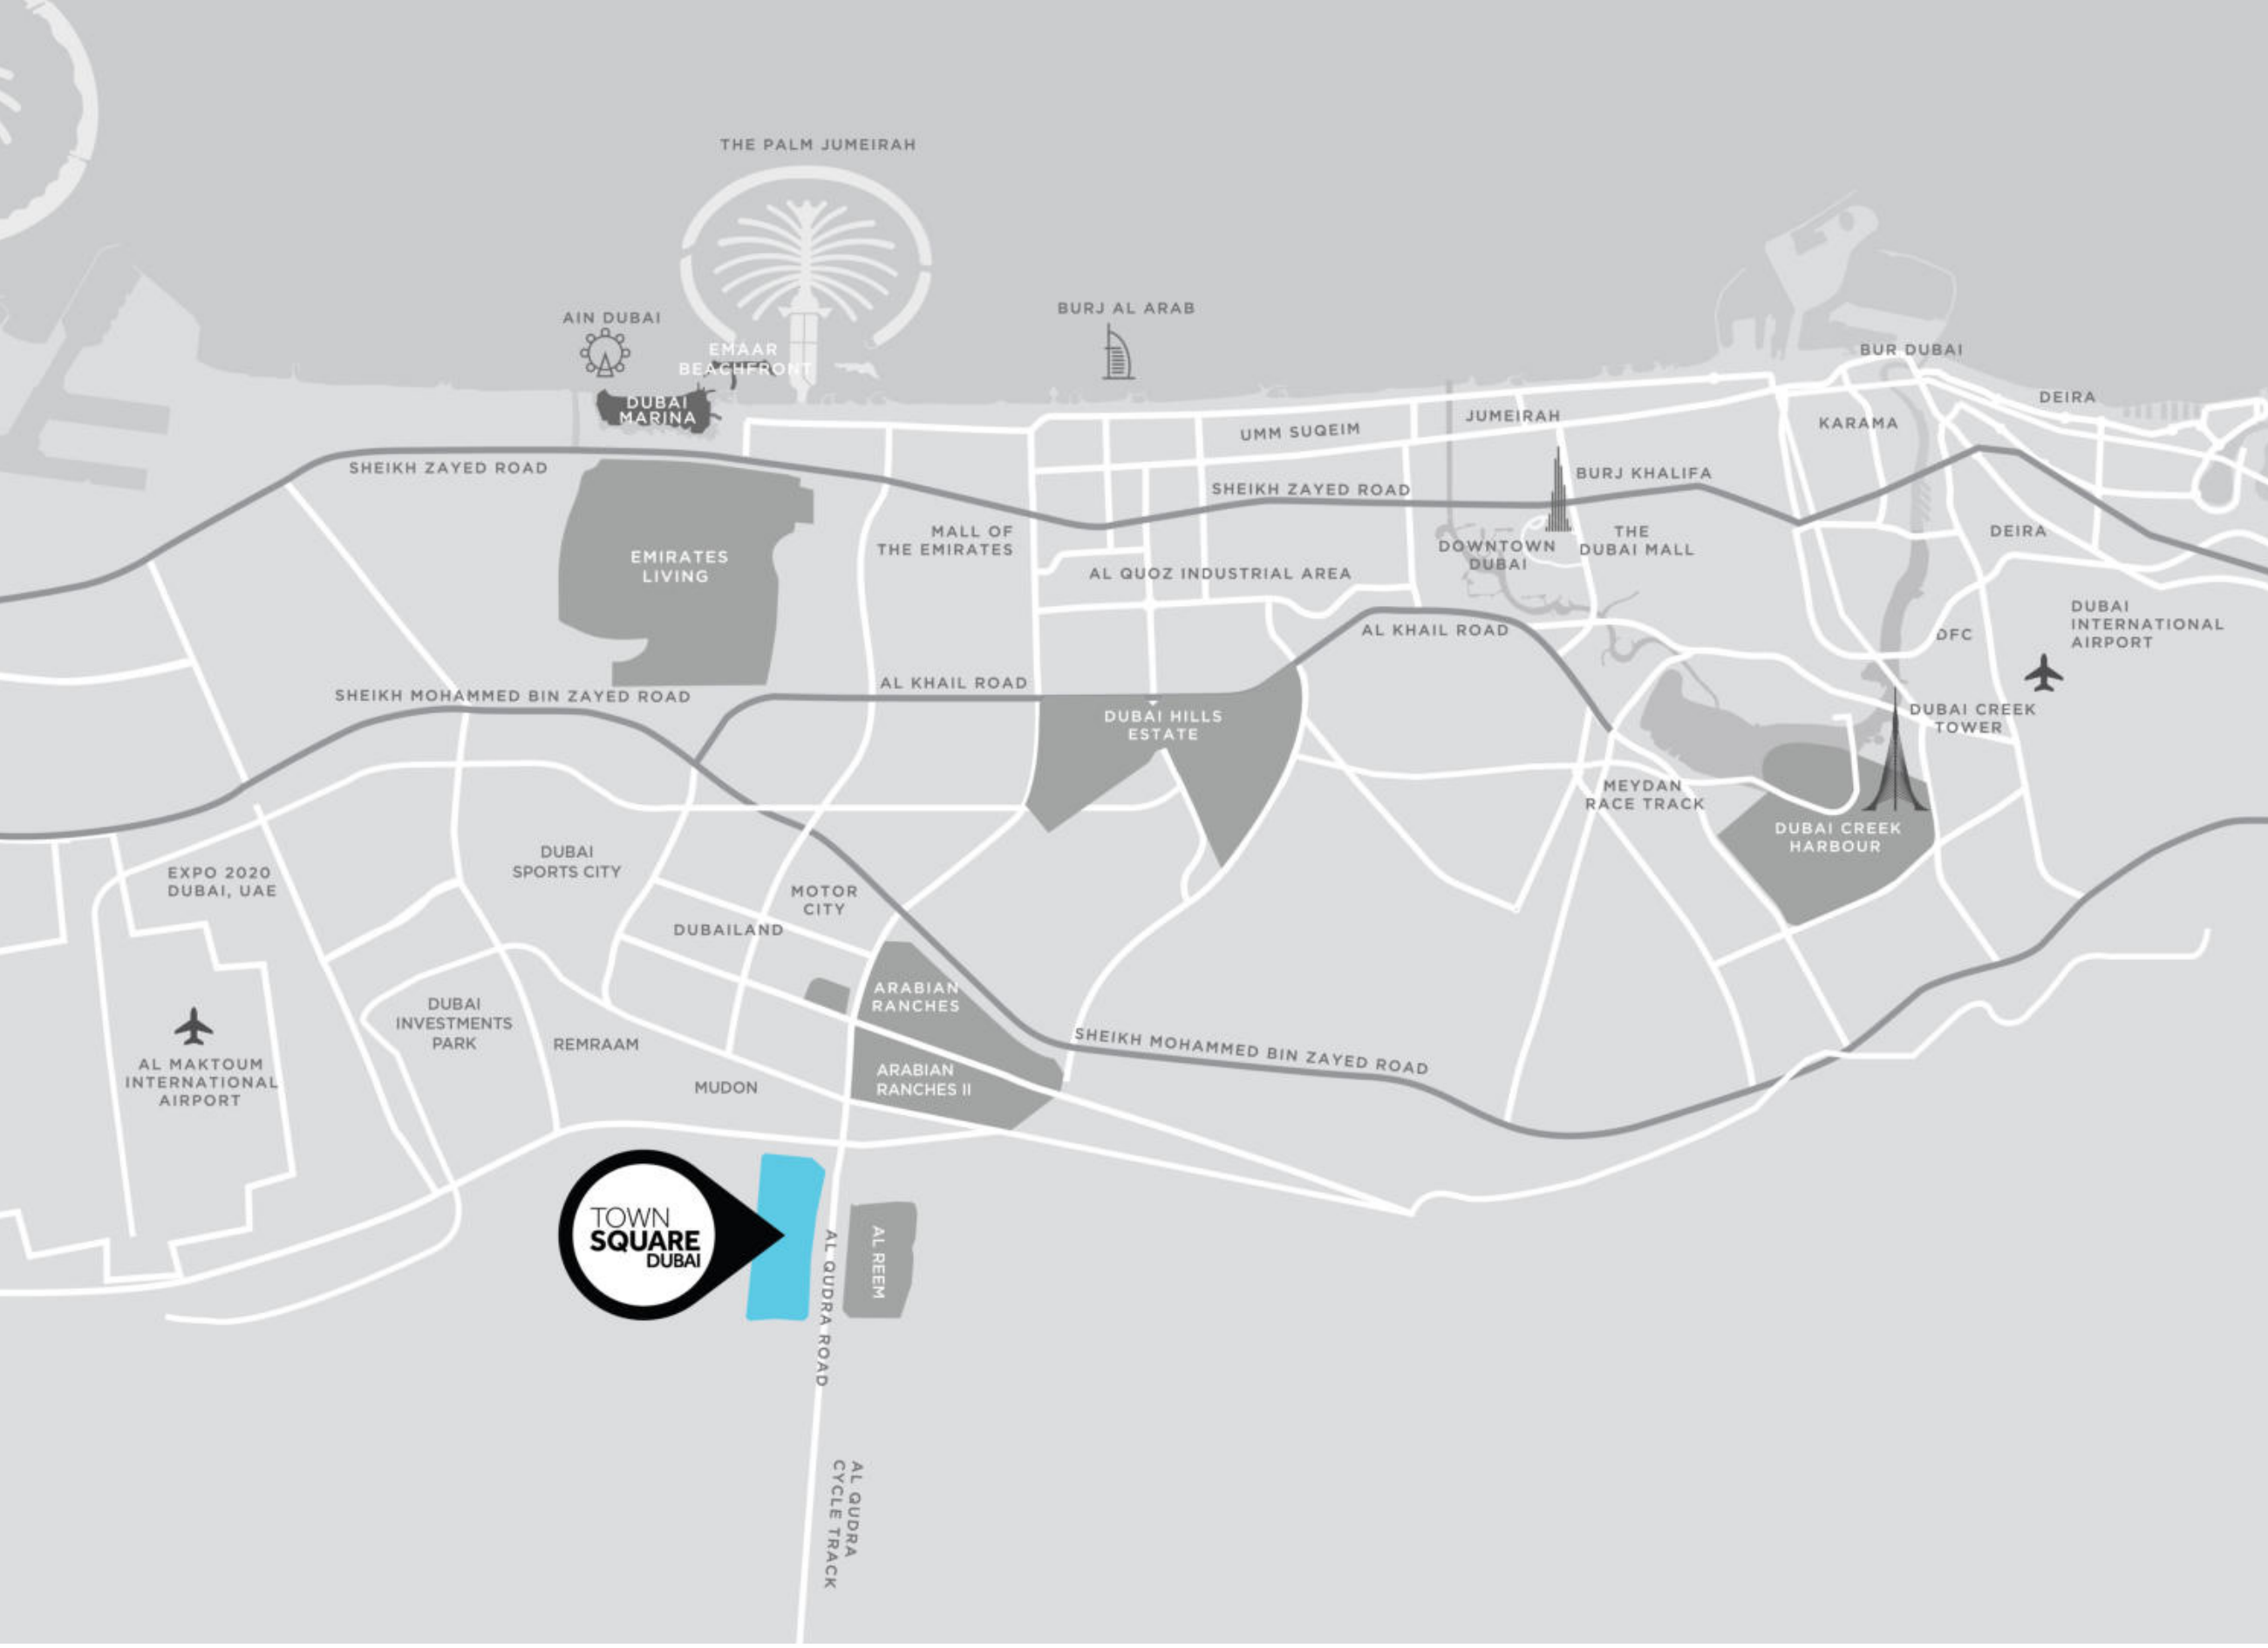 THE PALM JUMEIRAH
AIN DUBAI
EMAAR
BEACHFRONT
DUBAI
MARINA
BURJ AL ARAB
BUR DUBAI
DEIRA
KARAMA
JUMEIRAH
UMM SUQEIM
SHEIKH ZAYED ROAD
SHEIKH ZAYED ROAD
BURJ KHALIFA
MALL OF
THE EMIRATES
EMIRATES
LIVING
AL QUOZ INDUSTRIAL AREA
DOWNTOWN
DUBAI
THE
DUBAI MALL
DEIRA
DUBAI
INTERNATIONAL
AIRPORT
DFC
AL KHAIL ROAD
AL KHAIL ROAD
SHEIKH MOHAMMED BIN ZAYED ROAD
DUBAI HILLS
ESTATE
DUBAI CREEK
TOWER
MEYDAN
RACE TRACK
DUBAI CREEK
HARBOUR
DUBAI
SPORTS CITY
EXPO 2020
DUBAI, UAE
MOTOR
CITY
DUBAILAND
ARABIAN
RANCHES
DUBAI
INVESTMENTS
PARK
REMRAAM
SHEIKH MOHAMMED BIN ZAYED ROAD
AL MAKTOUM
INTERNATIONAL
AIRPORT
MUDON
ARABIAN
RANCHES II
TOWN
SQUARE
DUBAI
AL QUDRA ROAD
AL REEM
AL QUDRA
CYCLE TRACK